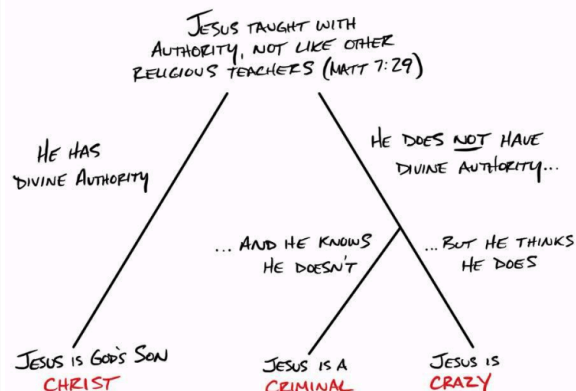 JESUS TAUGHT WITH
AUTHORITY, NOT LIKE OTHER
RELIGIOUS TEACHERS (MATT 7:29)
HE HAS
DIVINE AUTHORITY
HE DOES NOT HAVE
DIVINE AUTHORITY...
... AND HE KNOWS
HE DOESN'T
...BUT HE THINKS
HE DOES
JESUS IS GOD'S SON
CHRIST
JESUS IS A
CRIMINAL
JESUS IS
CRAZY